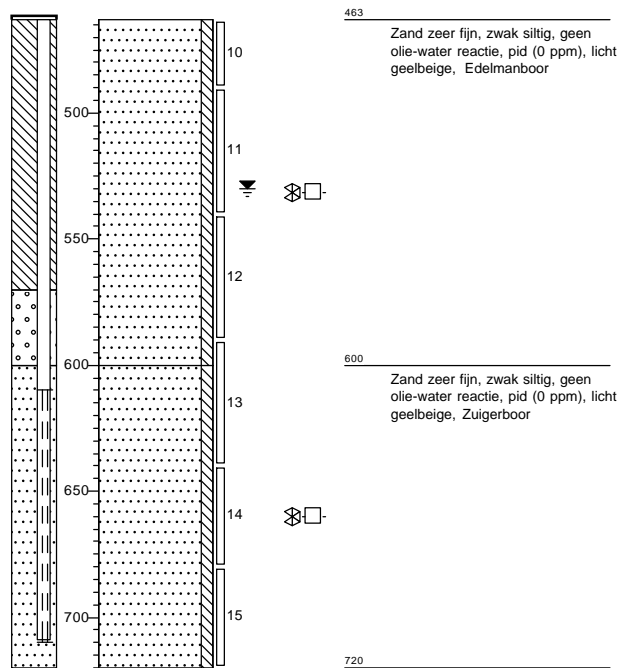 463
Zand zeer fijn, zwak siltig, geen
olie-water reactie, pid (0 ppm), licht
geelbeige, Edelmanboor
10
500
11
550
12
600
600
Zand zeer fijn, zwak siltig, geen
olie-water reactie, pid (0 ppm), licht
geelbeige, Zuigerboor
13
650
14
15
700
720